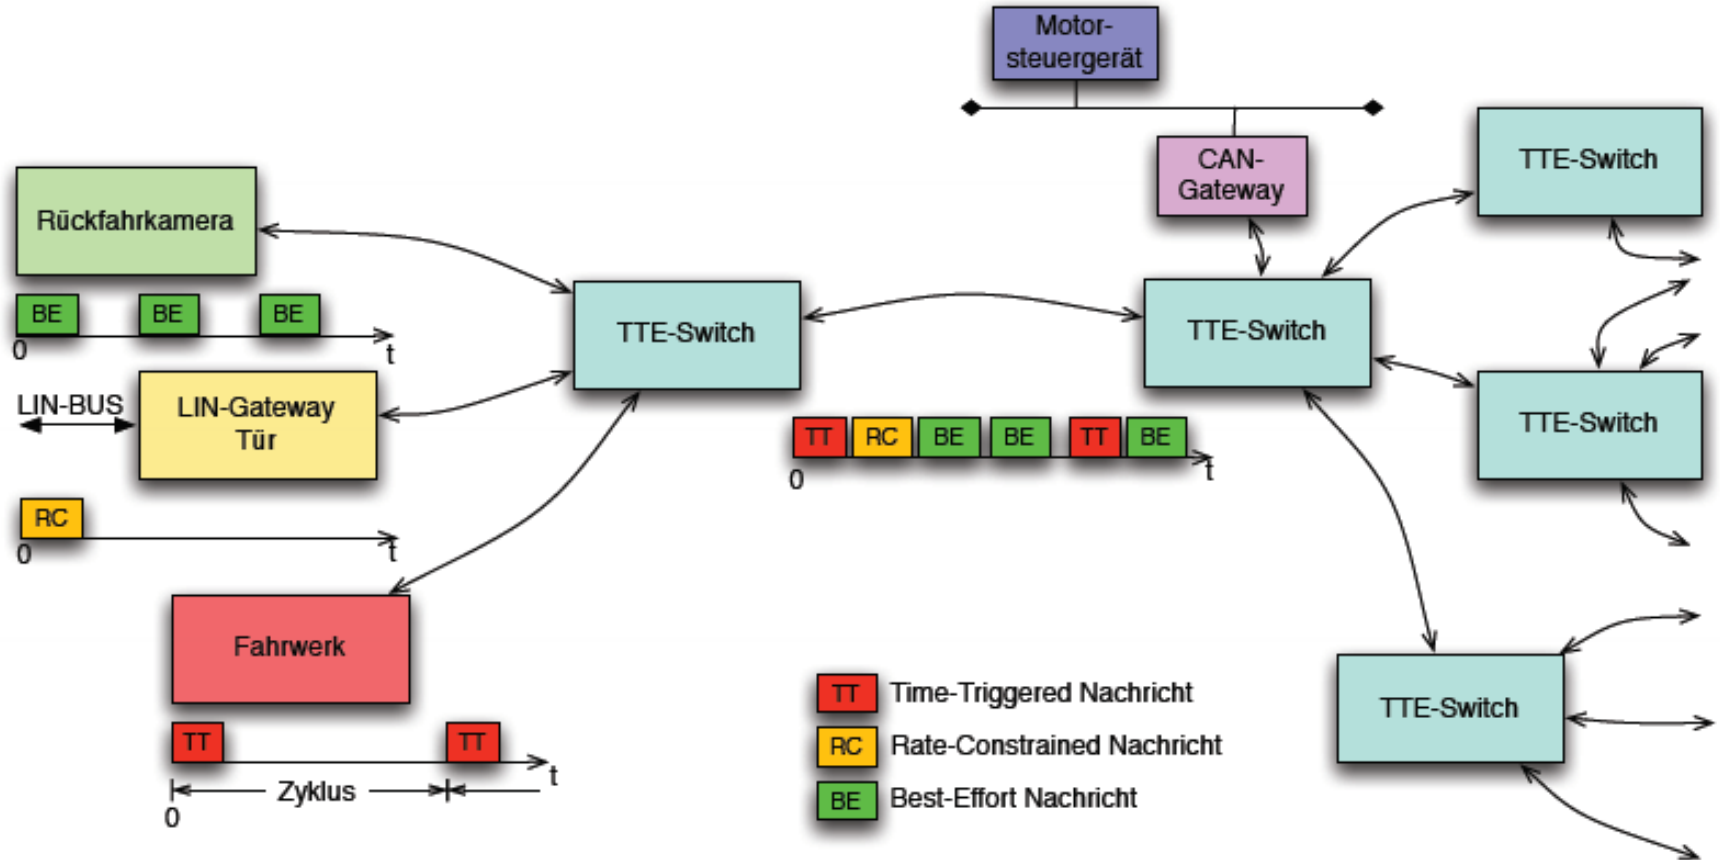 Motor-
steuergerät
CAN-
Gateway
TTE-Switch
Rückfahrkamera
BE BE BE
0 t
TTE-Switch
TTE-Switch
LIN-BUS
LIN-Gateway
Tür
TTE-Switch
TT RC BE BE TT BE
0 t
RC
0 t
Fahrwerk
TT TT
t
Zyklus
0
TT Time-Triggered Nachricht
RC Rate-Constrained Nachricht
BE Best-Effort Nachricht
TTE-Switch